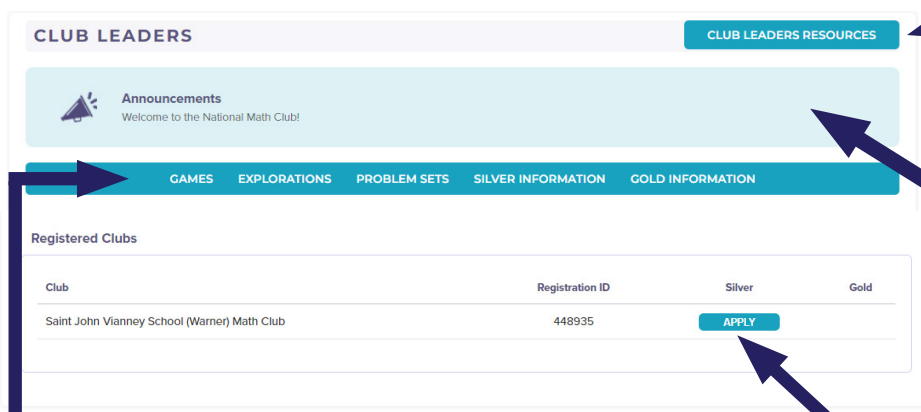 CLUB LEADERS
CLUB LEADERS RESOURCES
Announcements
Welcome to the National Math Club!
GAMES EXPLORATIONS PROBLEM SETS SILVER INFORMATION GOLD INFORMATION
Registered Clubs
Club Registration ID Silver Gold
Saint John Vianney School (Warner) Math Club 448935 APPLY